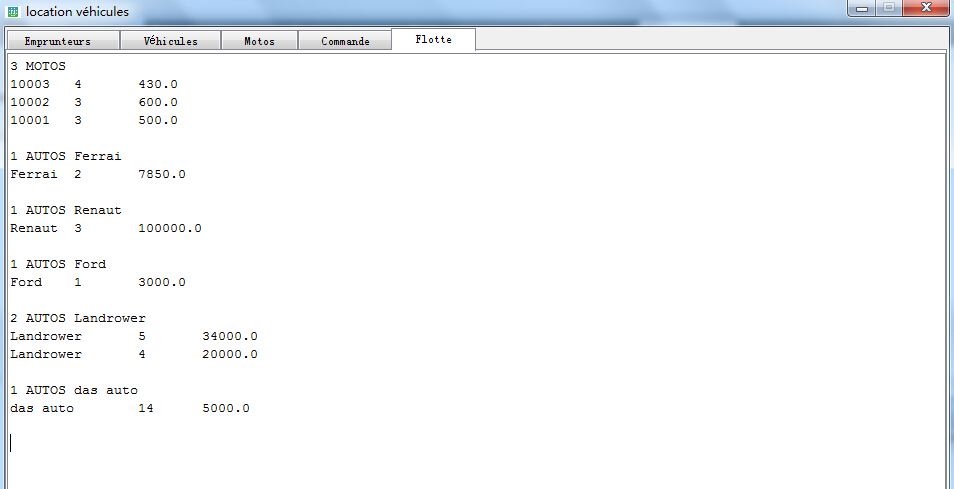 location véhicules
Emprunteurs Véhicules Motos Commande Flotte
3 MOTOS
10003 4 430.0
10002 3 600.0
10001 3 500.0
1 AUTOS Ferrai
Ferrai 2 7850.0
1 AUTOS Renaut
Renaut 3 100000.0
1 AUTOS Ford
Ford 1 3000.0
2 AUTOS Landrower
Landrower 5 34000.0
Landrower 4 20000.0
1 AUTOS das auto
das auto 14 5000.0